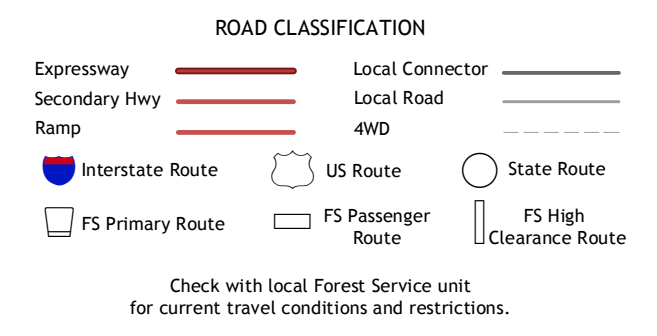 ROAD CLASSIFICATION
Expressway
Local Connector
Secondary Hwy
Local Road
Ramp
4WD
Interstate Route
US Route
State Route
FS Primary Route
FS Passenger
Route
FS High
Clearance Route
Check with local Forest Service unit
for current travel conditions and restrictions.